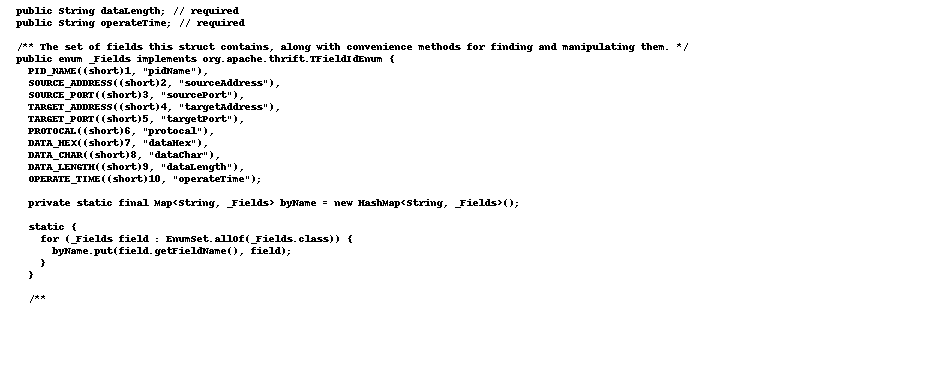 public String dataLength; // required
public String operateTime; // required
/** The set of fields this struct contains, along with convenience methods for finding and manipulating them. */
public enum _Fields implements org.apache.thrift.TFieldIdEnum {
PID_NAME((short)1, "pidName"),
SOURCE_ADDRESS((short)2, "sourceAddress"),
SOURCE_PORT((short)3, "sourcePort"),
TARGET_ADDRESS((short)4, "targetAddress"),
TARGET_PORT((short)5, "targetPort"),
PROTOCAL((short)6, "protocal"),
DATA_HEX((short)7, "dataHex"),
DATA_CHAR((short)8, "dataChar"),
DATA_LENGTH((short)9, "dataLength"),
OPERATE_TIME((short)10, "operateTime");
private static final Map<String, _Fields> byName = new HashMap<String, _Fields>();
static {
for (_Fields field : EnumSet.allOf(_Fields.class)) {
byName.put(field.getFieldName(), field);
}
}
/**